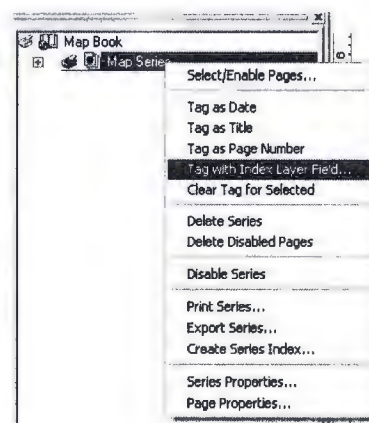 Map Book
Map Series
Select/Enable Pages...
Tag as Date
Tag as Title
Tag as Page Number
Tag with Index Layer Field...
Clear Tag for Selected
Delete Series
Delete Disabled Pages
Disable Series
Print Series...
Export Series...
Create Series Index...
Series Properties...
Page Properties...